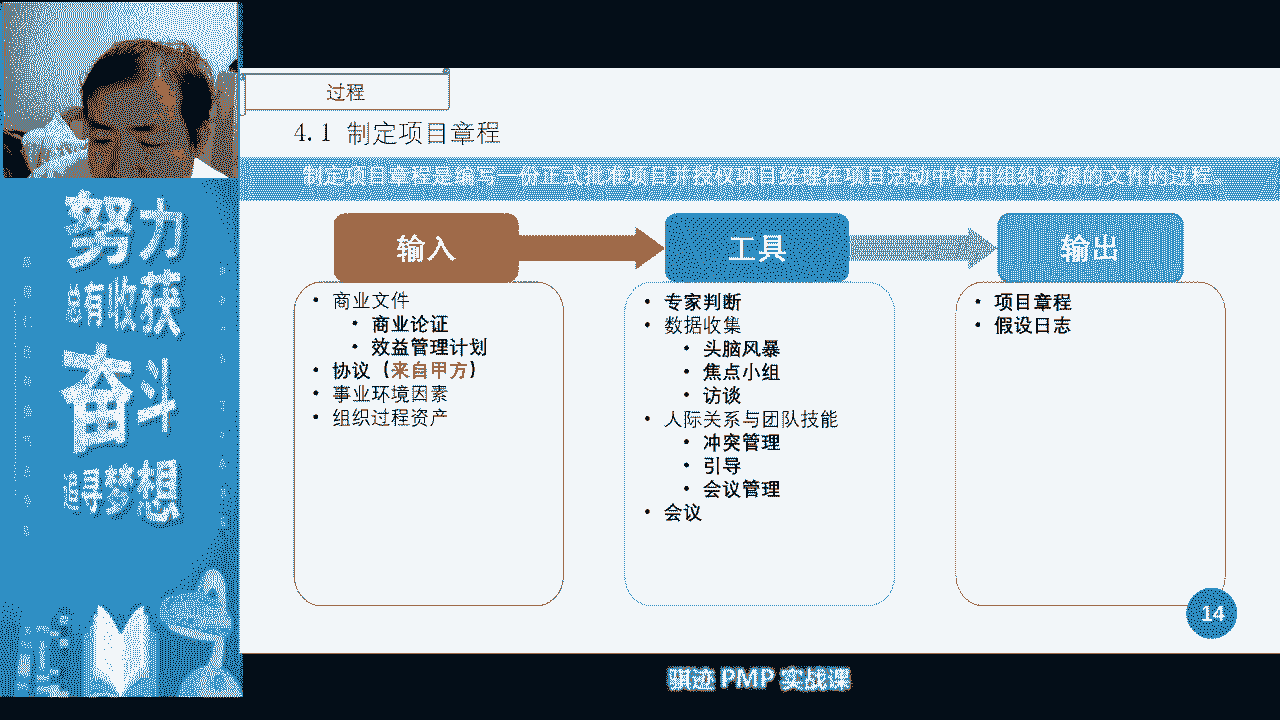 努力
总有收获
奋斗
追寻梦想
过程
4.1 制定项目章程
制定项目章程是编写一份正式批准项目并授权项目经理在项目活动中使用组织资源的文件的过程。
输入
工具
输出
• 商业文件
• 商业论证
• 效益管理计划
• 协议（来自甲方）
• 事业环境因素
• 组织过程资产
• 专家判断
• 数据收集
• 头脑风暴
• 焦点小组
• 访谈
• 人际关系与团队技能
• 冲突管理
• 引导
• 会议管理
• 会议
• 项目章程
• 假设日志
14
骐迹 PMP 实战课